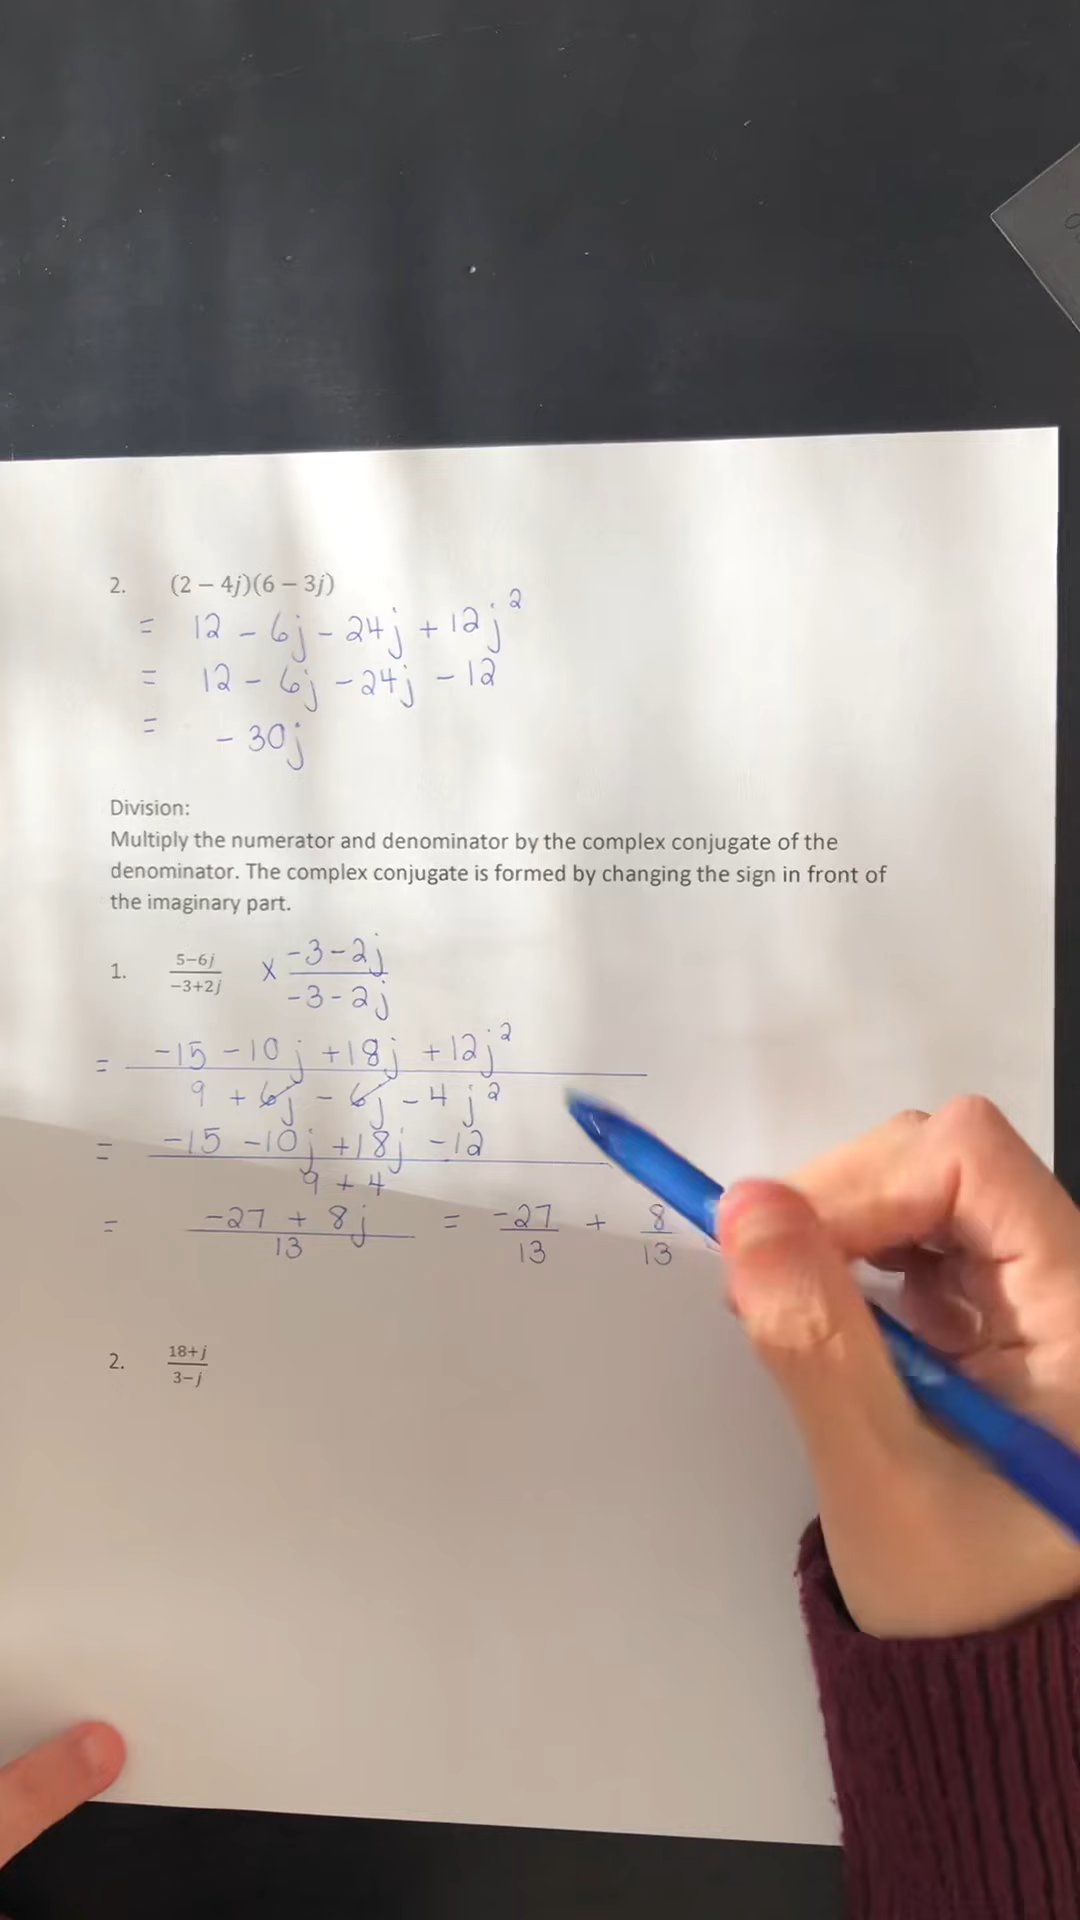 2. (2 – 4j)(6 – 3j)
= 12 - 6j - 24j + 12j²
= 12 - 6j - 24j - 12
= - 30j
Division:
Multiply the numerator and denominator by the complex conjugate of the
denominator. The complex conjugate is formed by changing the sign in front of
the imaginary part.
1. 5−6j / −3+2j × -3-2j / -3-2j
= -15 -10j +18j +12j² / 9 + 6j - 6j - 4j²
= -15 -10j +18j -12 / 9 + 4
= -27 + 8j / 13 = -27 / 13 + 8 / 13
2. 18+j / 3−j